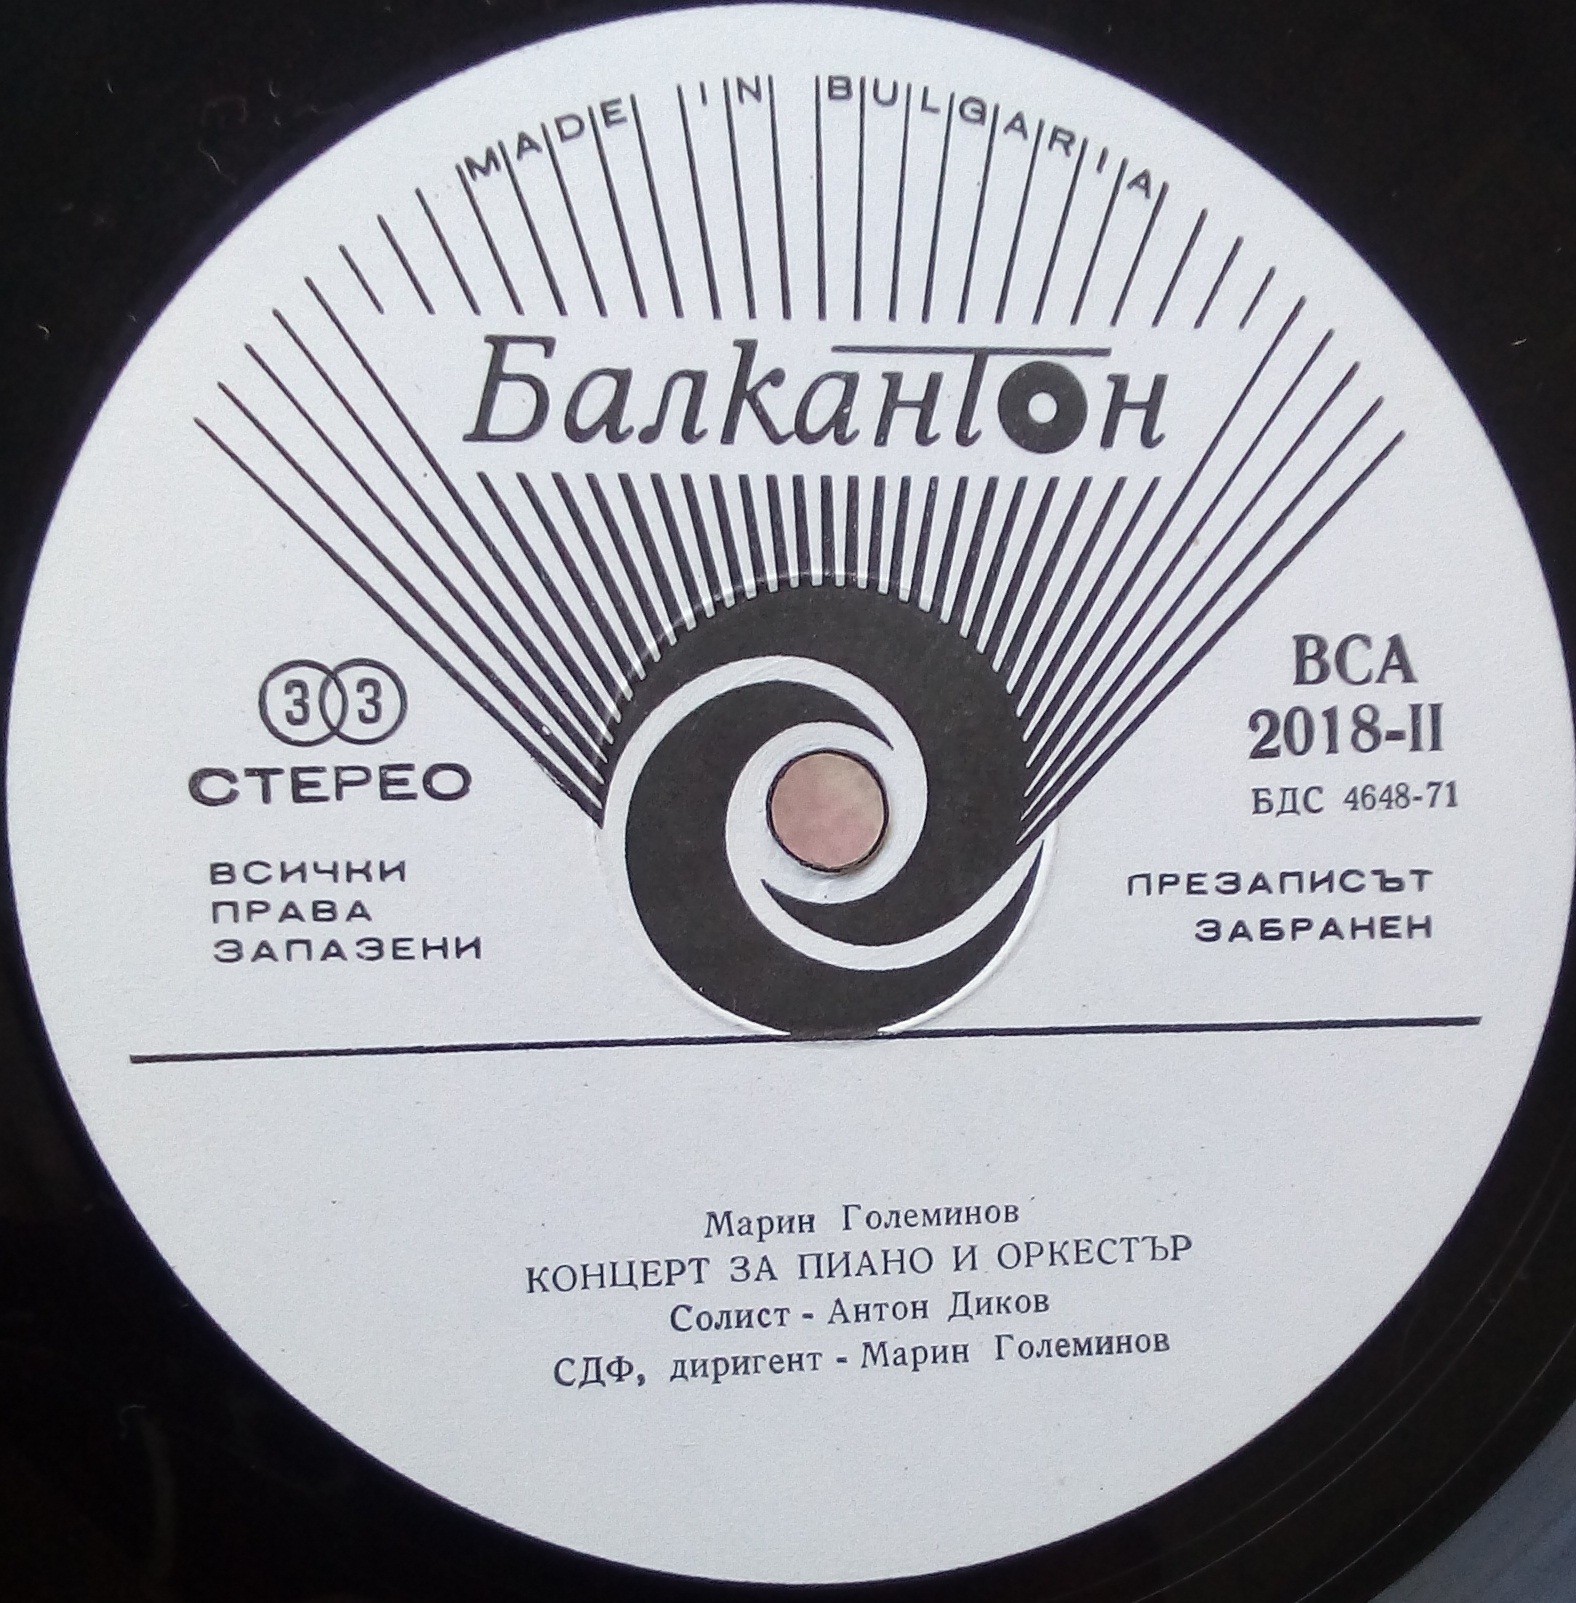 MADE IN BULGARIA
Балкантон
33
СТЕРЕО
ВСИЧКИ
ПРАВА
ЗАПАЗЕНИ
ВСА
2018-II
БДС 4648-71
ПРЕЗАПИСЪТ
ЗАБРАНЕН
Марин Големинов
КОНЦЕРТ ЗА ПИАНО И ОРКЕСТЪР
Солист - Антон Диков
СДФ, диригент - Марин Големинов